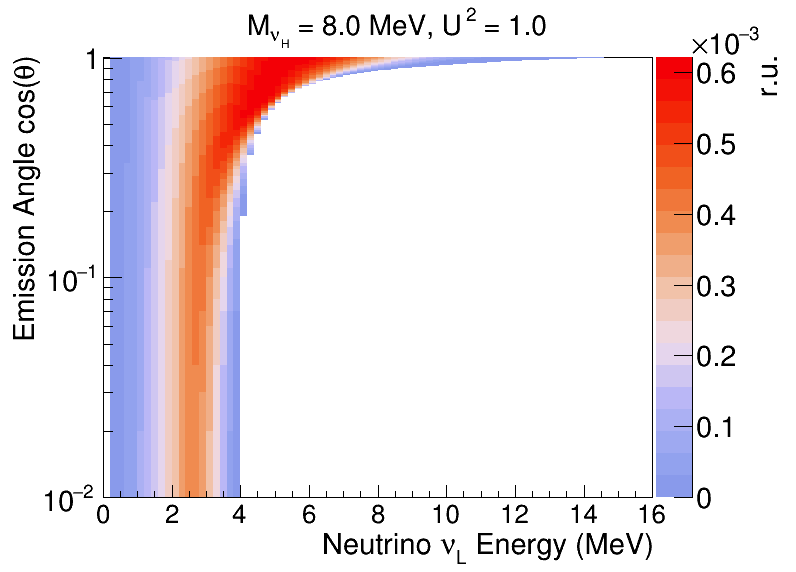 M_{ν_H} = 8.0 MeV, U² = 1.0
×10⁻³
r.u.
Emission Angle cos(θ)
1
10⁻¹
10⁻²
0 2 4 6 8 10 12 14 16
Neutrino ν_L Energy (MeV)
0.6
0.5
0.4
0.3
0.2
0.1
0